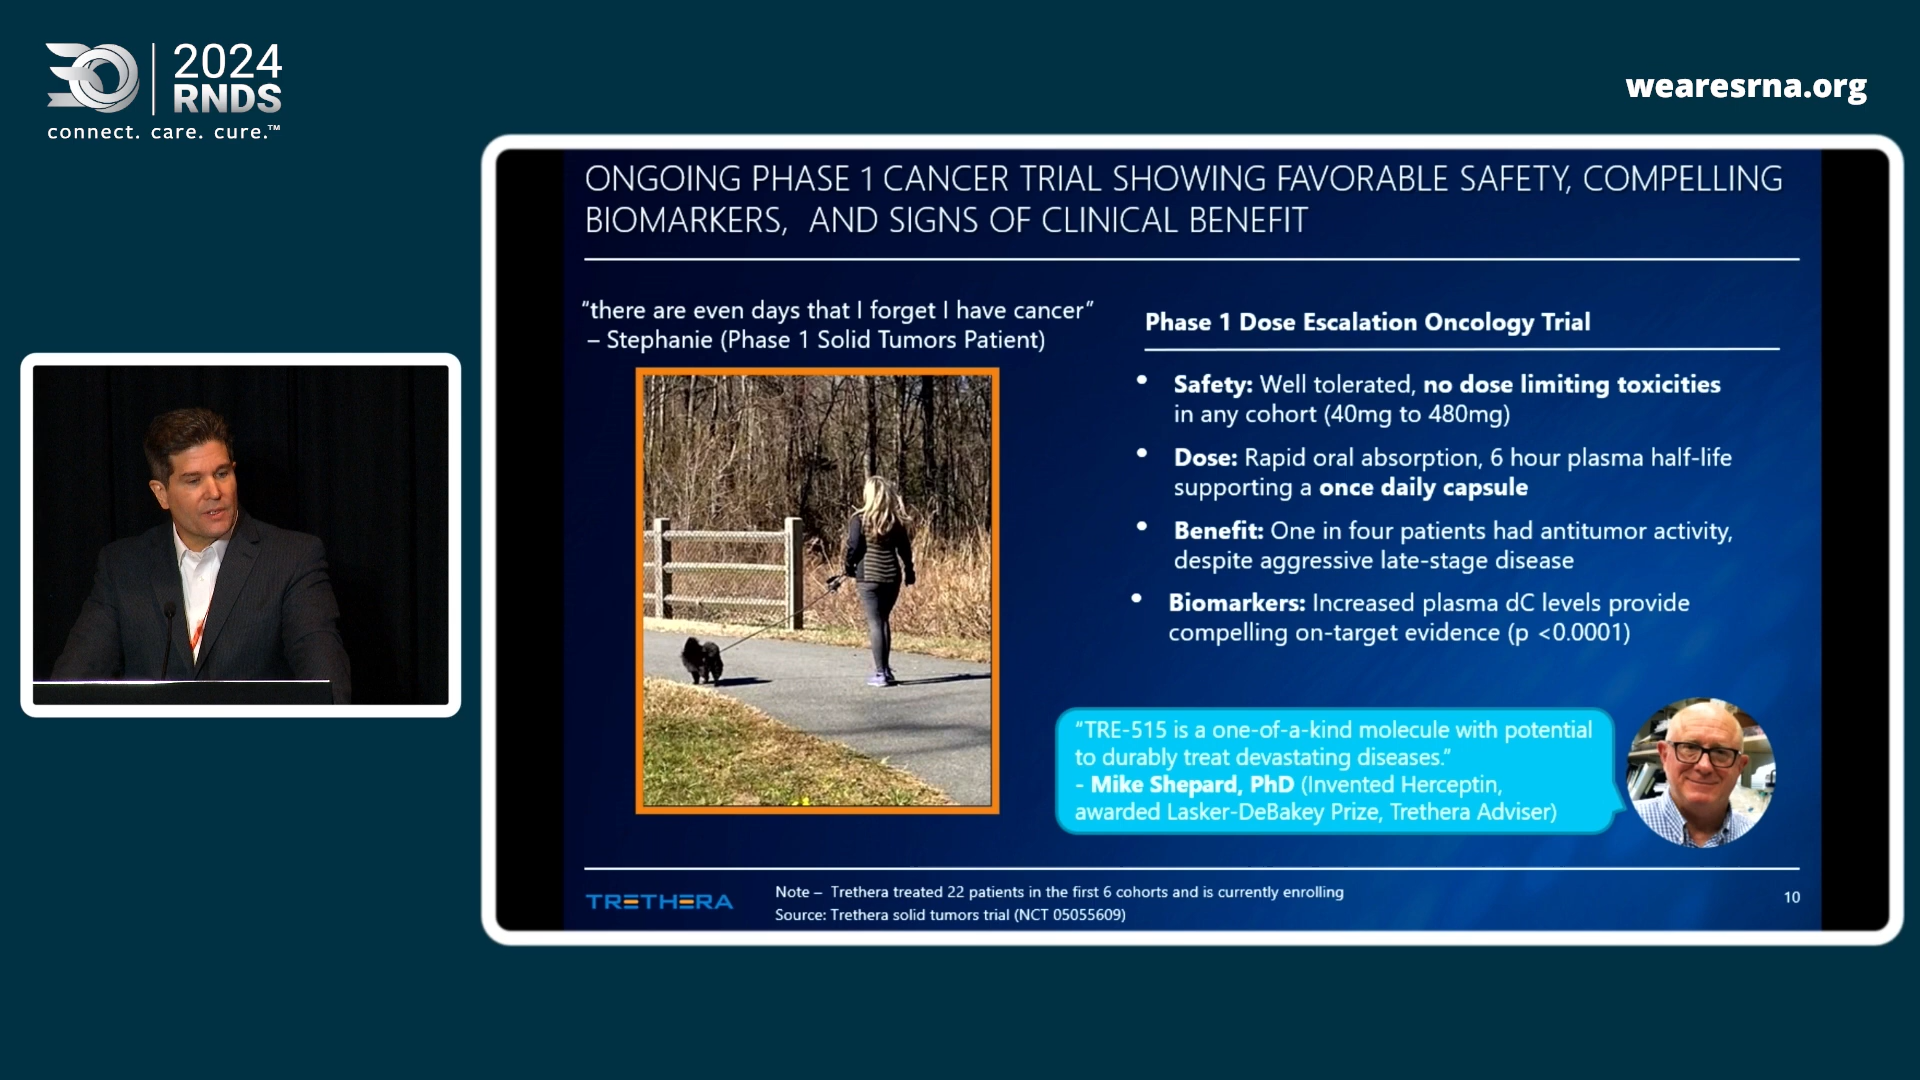 2024
RNDS
connect. care. cure.™
wearesrna.org
ONGOING PHASE 1 CANCER TRIAL SHOWING FAVORABLE SAFETY, COMPELLING
BIOMARKERS, AND SIGNS OF CLINICAL BENEFIT
“there are even days that I forget I have cancer”
– Stephanie (Phase 1 Solid Tumors Patient)
Phase 1 Dose Escalation Oncology Trial
• Safety: Well tolerated, no dose limiting toxicities
in any cohort (40mg to 480mg)
• Dose: Rapid oral absorption, 6 hour plasma half-life
supporting a once daily capsule
• Benefit: One in four patients had antitumor activity,
despite aggressive late-stage disease
• Biomarkers: Increased plasma dC levels provide
compelling on-target evidence (p <0.0001)
“TRE-515 is a one-of-a-kind molecule with potential
to durably treat devastating diseases.”
- Mike Shepard, PhD (Invented Herceptin,
awarded Lasker-DeBakey Prize, Trethera Adviser)
TRETHERA
Note – Trethera treated 22 patients in the first 6 cohorts and is currently enrolling
Source: Trethera solid tumors trial (NCT 05055609)
10